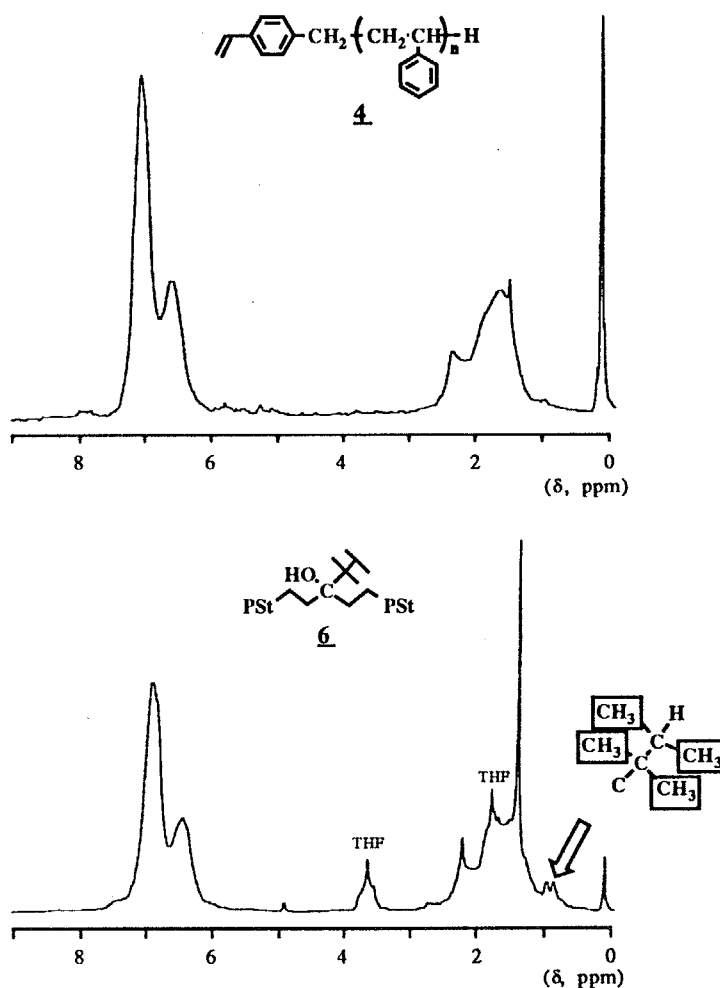 CH2 ( CH2 CH )n H
4
8 6 4 2 0
(δ, ppm)
HO. C
PSt PSt
6
CH3 H
CH3 C CH3
C C CH3
THF
THF
8 6 4 2 0
(δ, ppm)